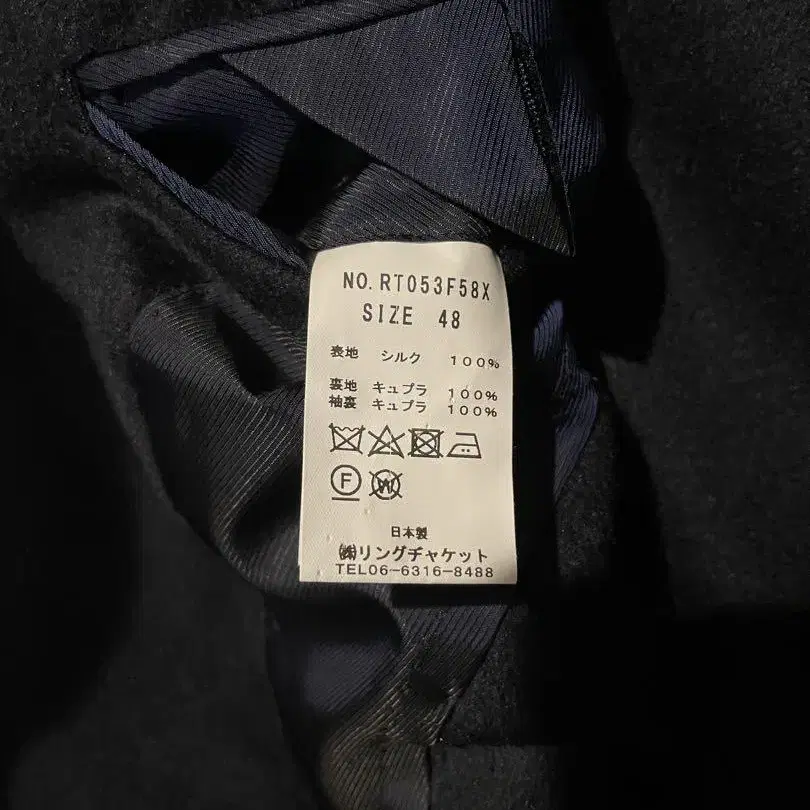 NO. RT053F58X
SIZE 48
表地 シルク 100%
裏地 キュプラ 100%
袖裏 キュプラ 100%
F W
日本製
㈱リングヂャケット
TEL06-6316-8488